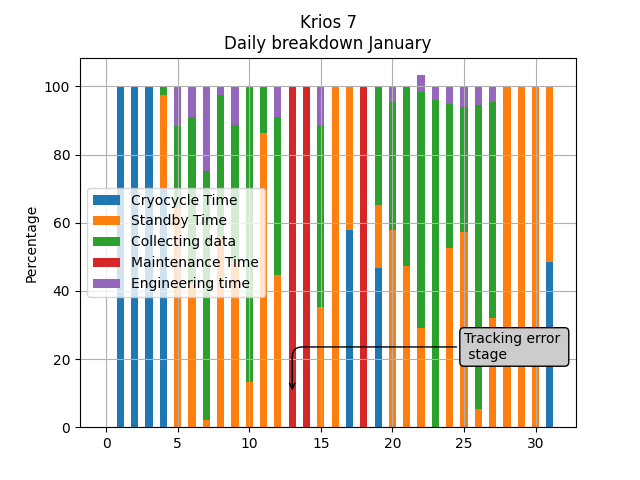 Krios 7
Daily breakdown January
Percentage
100
80
60
40
20
0
Cryocycle Time
Standby Time
Collecting data
Maintenance Time
Engineering time
Tracking error
stage
0 5 10 15 20 25 30